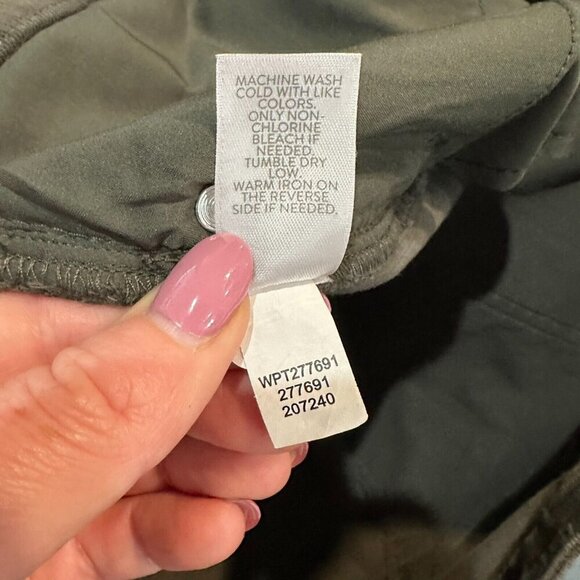 MACHINE WASH
COLD WITH LIKE
COLORS.
ONLY NON-
CHLORINE
BLEACH IF
NEEDED.
TUMBLE DRY
LOW.
WARM IRON ON
THE REVERSE
SIDE IF NEEDED.
WPT277691
277691
207240